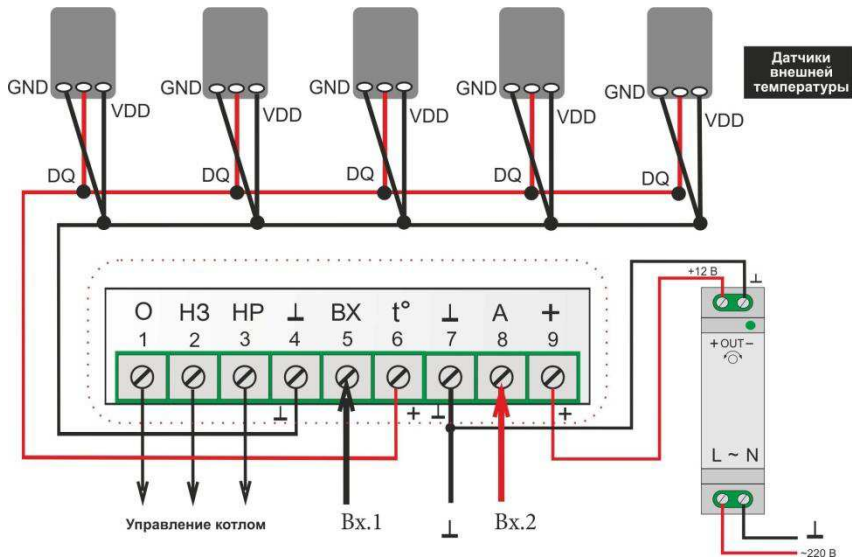 Датчики
внешней
температуры
GND VDD GND VDD GND VDD GND VDD GND VDD
DQ DQ DQ DQ DQ
+12 В ⊥
О НЗ НР ⊥ ВХ t° ⊥ А +
1 2 3 4 5 6 7 8 9
+ OUT −
⊥ + ⊥ +
L ~ N
Управление котлом Вх.1 ⊥ Вх.2
⊥
~220 В